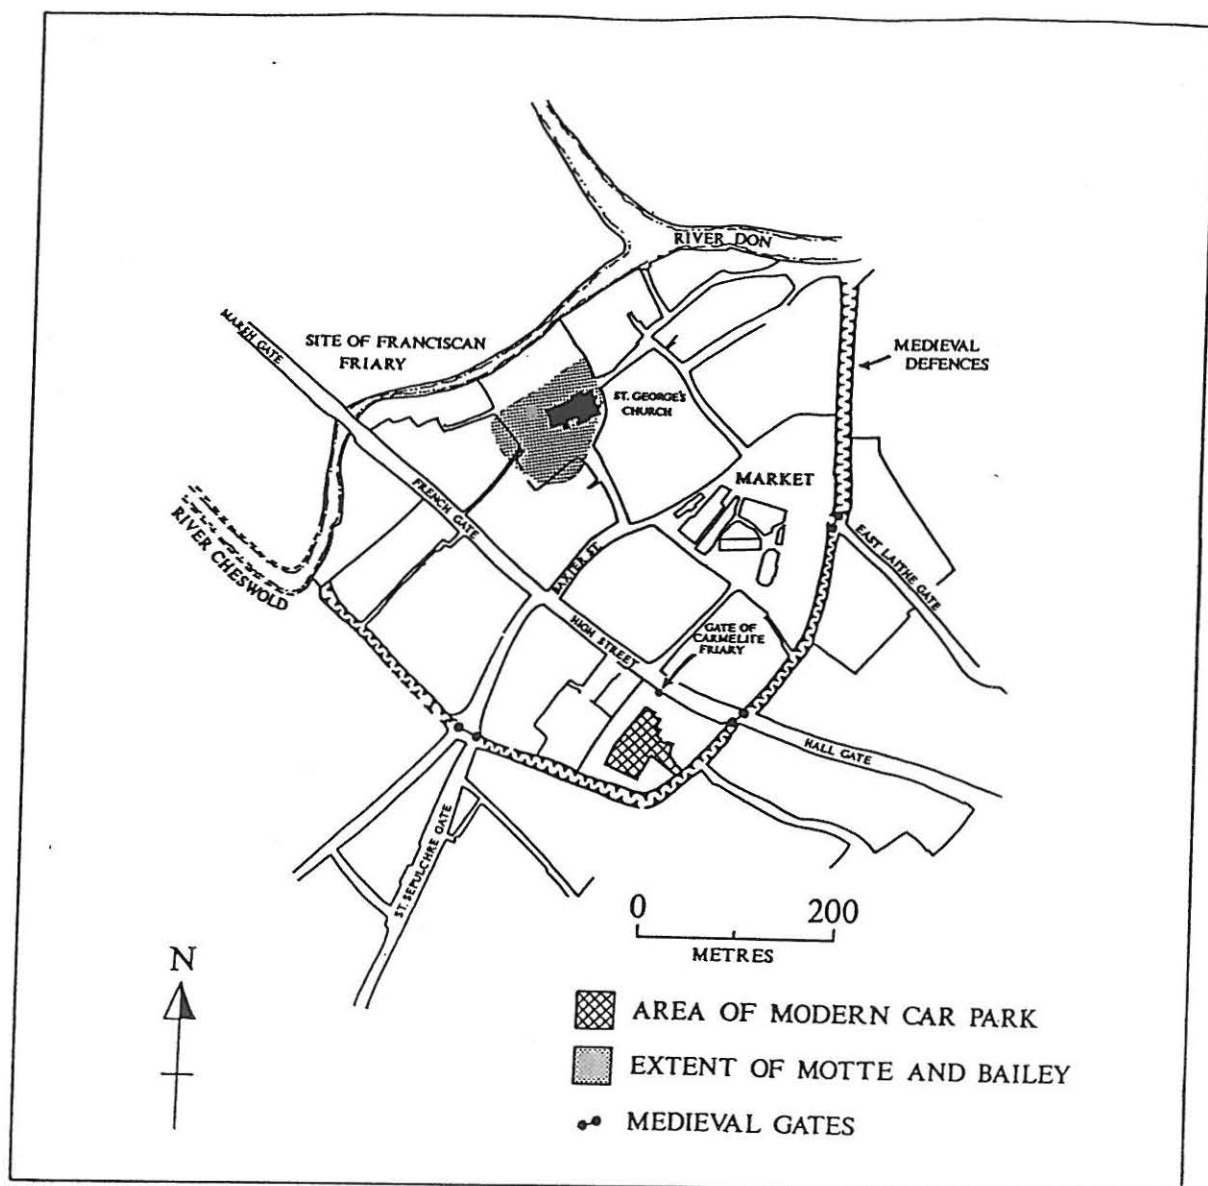 RIVER DON
MARSH GATE
SITE OF FRANCISCAN
FRIARY
MEDIEVAL
DEFENCES
ST. GEORGE'S
CHURCH
MARKET
FRENCH GATE
RIVER CHESWOLD
EAST LAITHE GATE
BAXTER ST.
HIGH STREET
GATE OF
CARMELITE
FRIARY
HALL GATE
ST. SEPULCHRE GATE
0 200
METRES
N
AREA OF MODERN CAR PARK
EXTENT OF MOTTE AND BAILEY
MEDIEVAL GATES